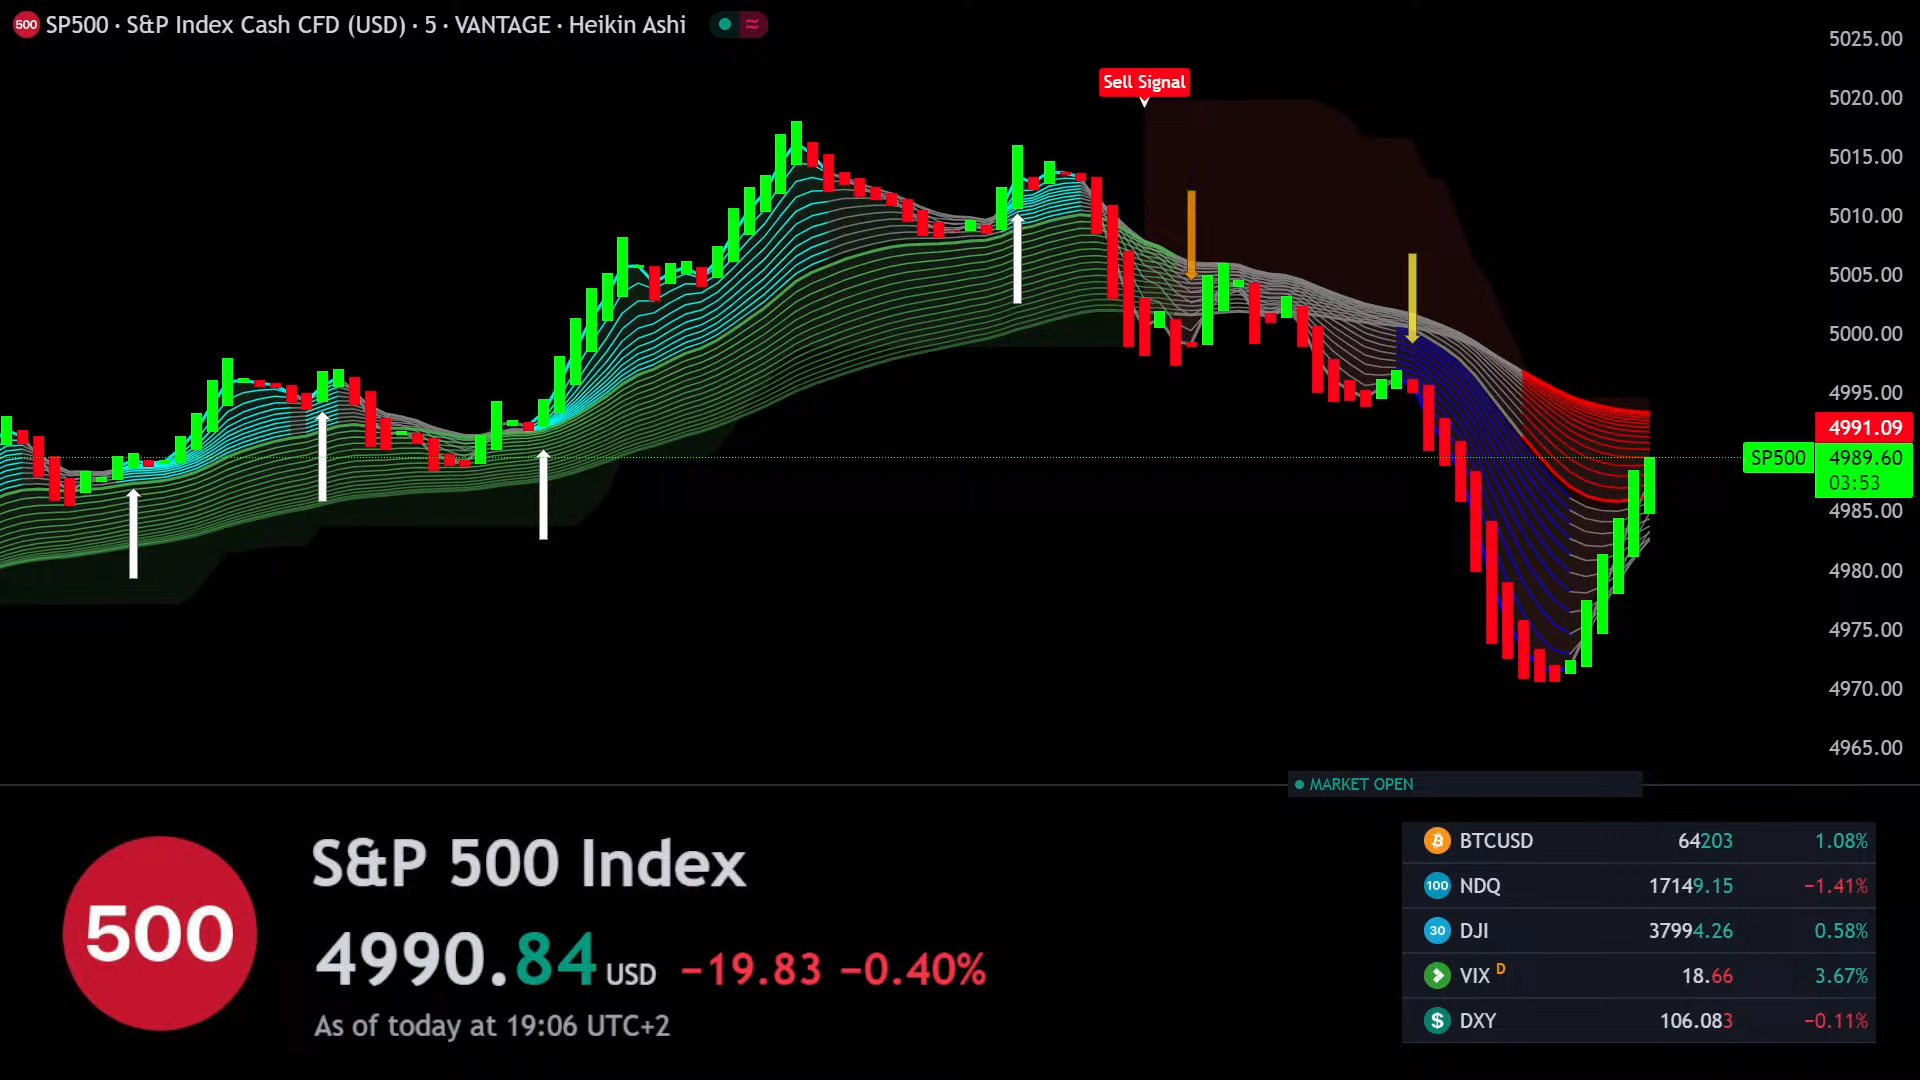 500 SP500 · S&P Index Cash CFD (USD) · 5 · VANTAGE · Heikin Ashi
5025.00
Sell Signal
5020.00
5015.00
5010.00
5005.00
5000.00
4995.00
4991.09
SP500 4989.60
03:53
4985.00
4980.00
4975.00
4970.00
4965.00
MARKET OPEN
500
S&P 500 Index
4990.84 USD −19.83 −0.40%
As of today at 19:06 UTC+2
BTCUSD 64203 1.08%
100 NDQ 17149.15 −1.41%
30 DJI 37994.26 0.58%
VIX D 18.66 3.67%
$ DXY 106.083 −0.11%